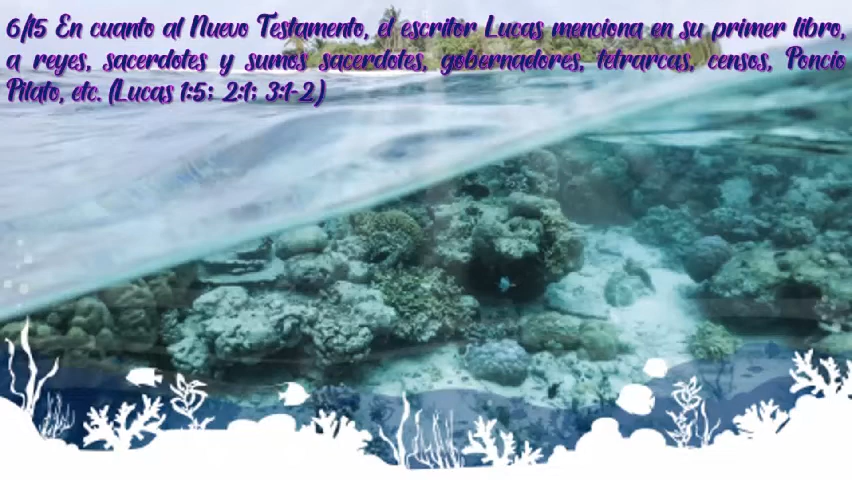 6/15 En cuanto al Nuevo Testamento, el escritor Lucas menciona en su primer libro,
a reyes, sacerdotes y sumos sacerdotes, gobernadores, tetrarcas, censos, Poncio
Pilato, etc. (Lucas 1:5; 2:1; 3:1-2)